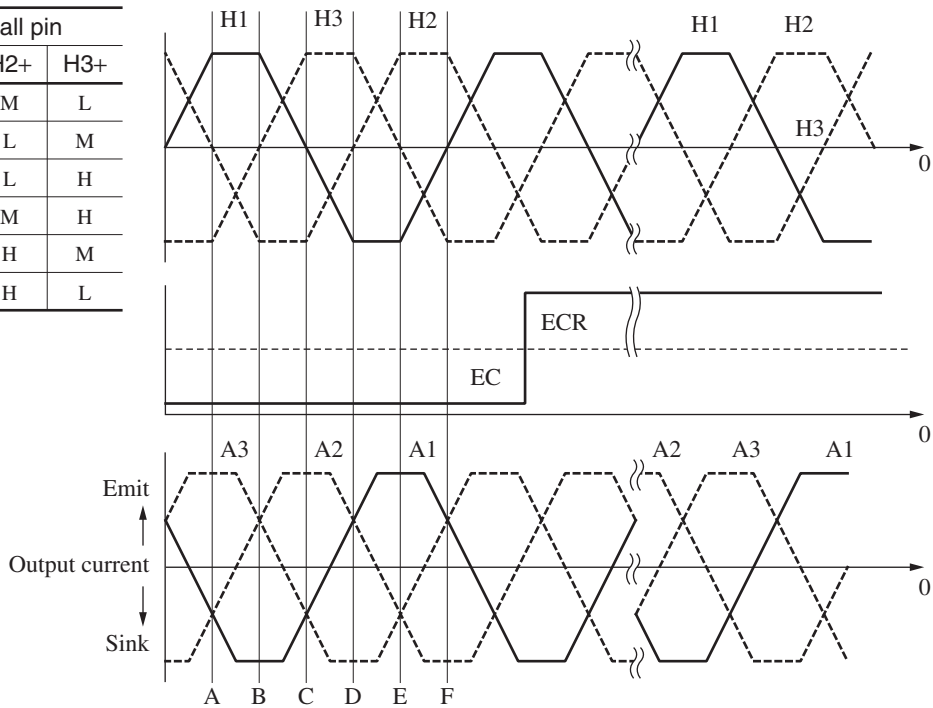 all pin
H2+ H3+
M L
L M
L H
M H
H M
H L
H1 H3 H2 H1 H2
H3
0
ECR
EC
0
A3 A2 A1 A2 A3 A1
Emit
Output current
0
Sink
A B C D E F